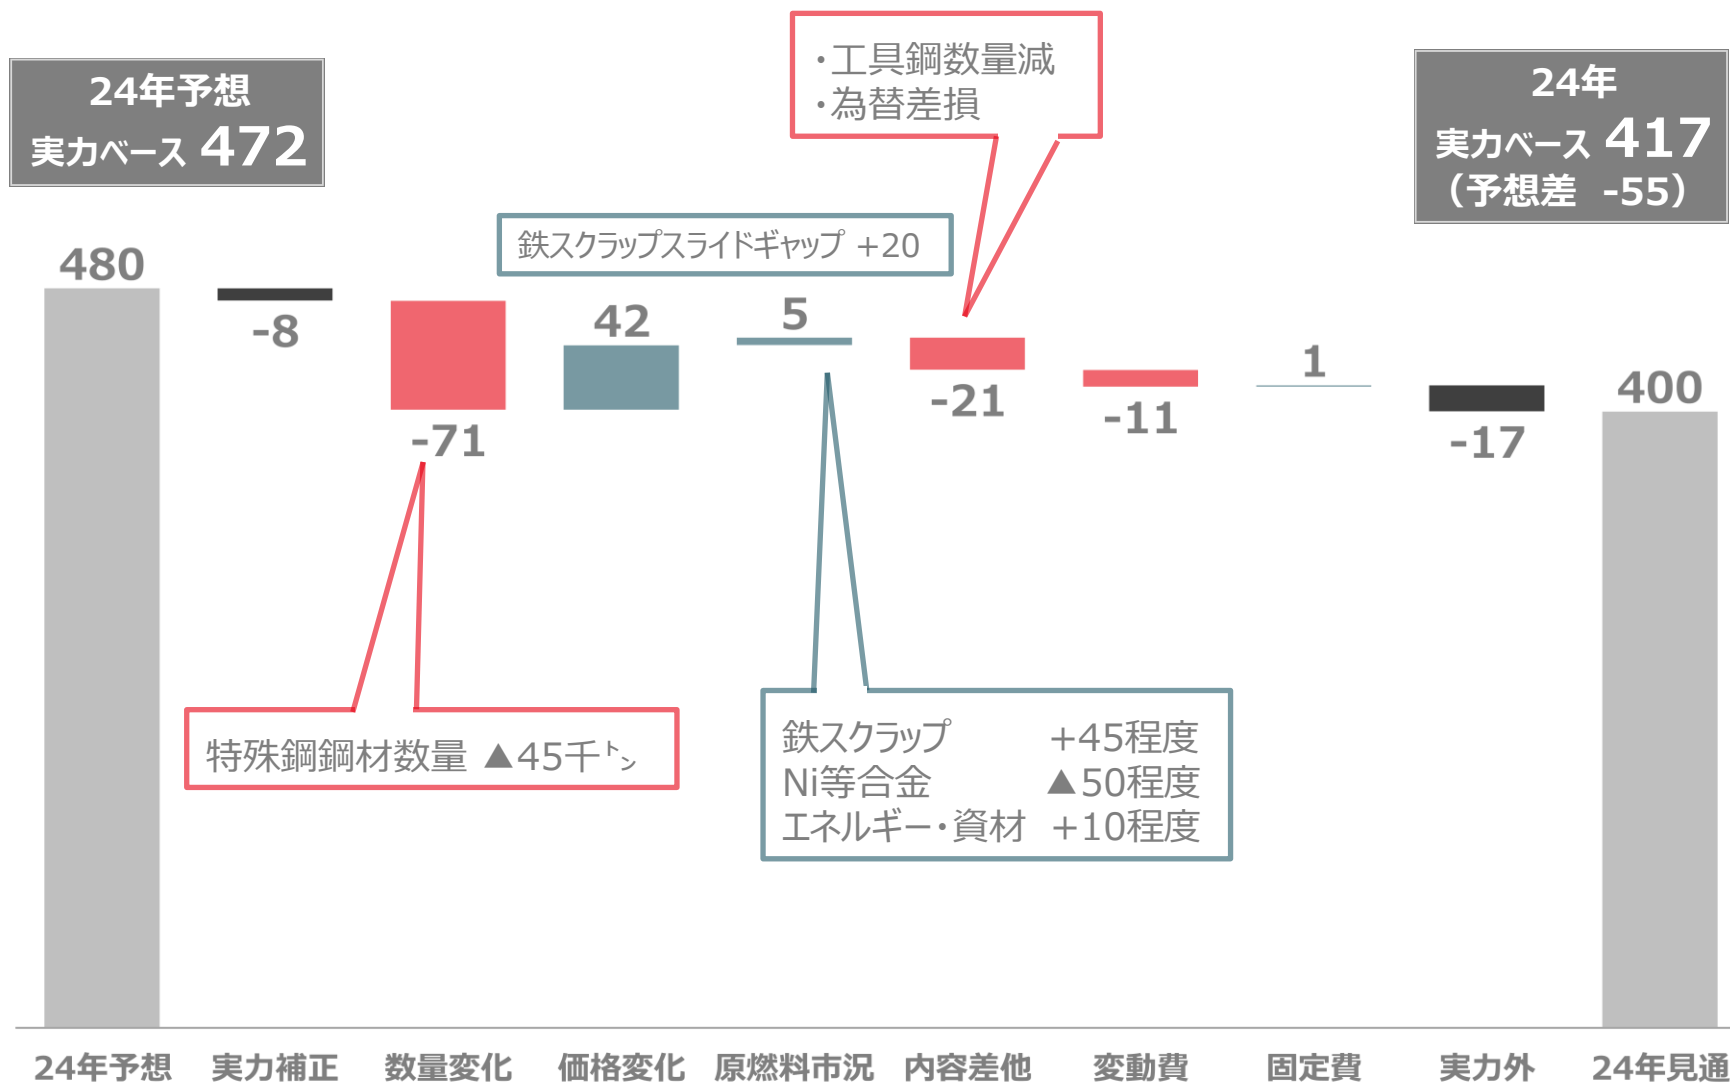 ・工具鋼数量減
・為替差損
24年予想
実力ベース 472
24年
実力ベース 417
（予想差 -55）
鉄スクラップスライドギャップ +20
480
-8
-71
42
5
-21
-11
1
-17
400
特殊鋼鋼材数量 ▲45千㌧
鉄スクラップ +45程度
Ni等合金 ▲50程度
エネルギー・資材 +10程度
24年予想
実力補正
数量変化
価格変化
原燃料市況
内容差他
変動費
固定費
実力外
24年見通